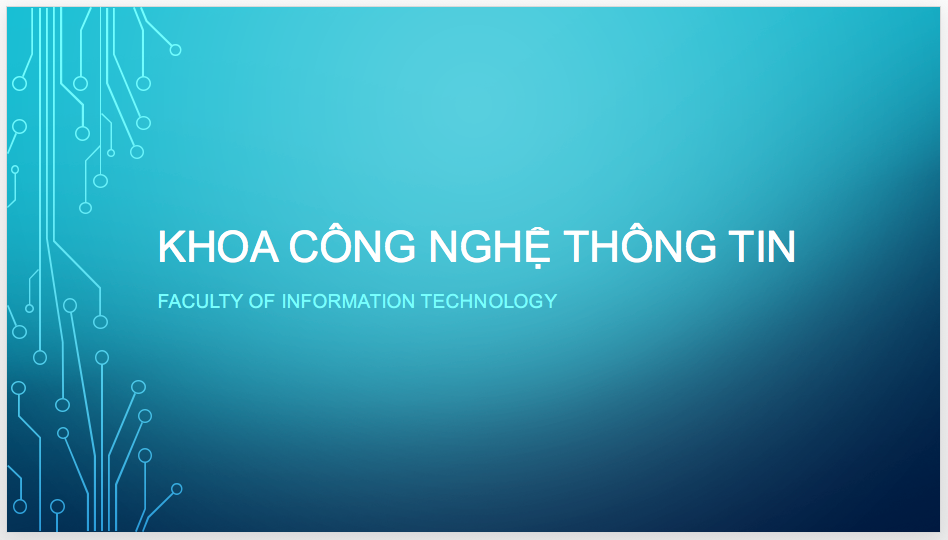 KHOA CÔNG NGHỆ THÔNG TIN
FACULTY OF INFORMATION TECHNOLOGY